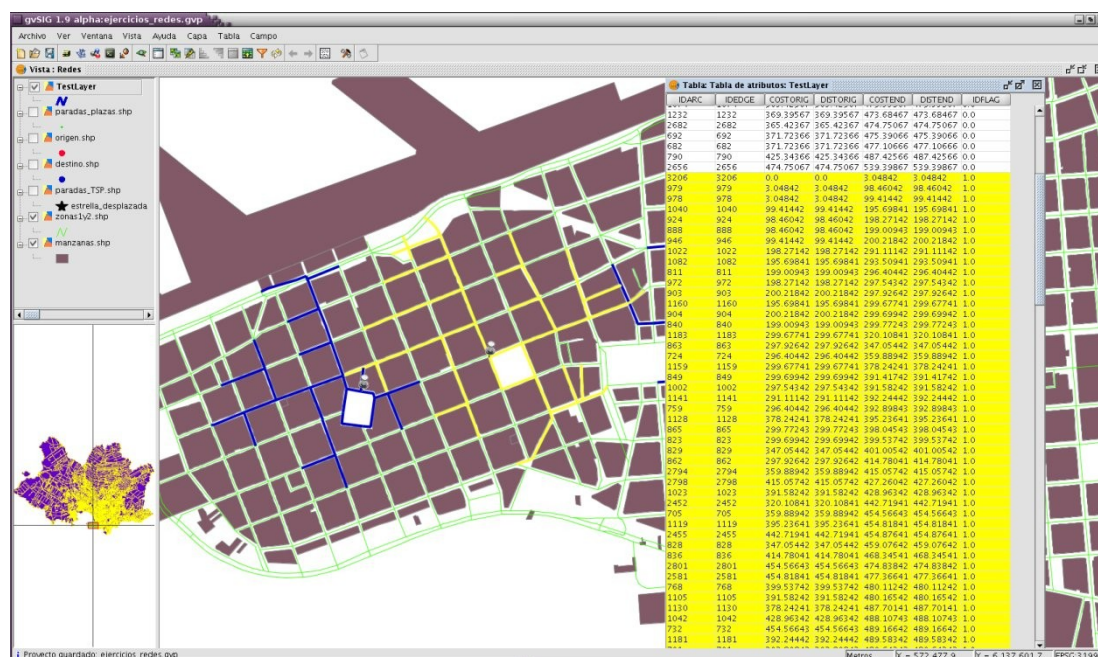 gvSIG 1.9 alpha:ejercicios_redes.gvp
Archivo Ver Ventana Vista Ayuda Capa Tabla Campo
Vista : Redes
TestLayer
paradas_plazas.shp
origen.shp
destino.shp
paradas_TSP.shp
estrella_desplazada
zonas1y2.shp
manzanas.shp
Tabla: Tabla de atributos: TestLayer
IDARC IDEDGE COSTORIG DISTORIG COSTEND DISTEND IDFLAG
1232 1232 369.39567 369.39567 473.68467 473.68467 0.0
2682 2682 365.42367 365.42367 474.75067 474.75067 0.0
692 692 371.72366 371.72366 475.39066 475.39066 0.0
682 682 371.72366 371.72366 477.10666 477.10666 0.0
790 790 425.34366 425.34366 487.42566 487.42566 0.0
2656 2656 474.75067 474.75067 539.39867 539.39867 0.0
3206 3206 0.0 0.0 3.04842 3.04842 1.0
979 979 3.04842 3.04842 98.46042 98.46042 1.0
978 978 3.04842 3.04842 99.41442 99.41442 1.0
1040 1040 99.41442 99.41442 195.69841 195.69841 1.0
924 924 98.46042 98.46042 198.27142 198.27142 1.0
888 888 98.46042 98.46042 199.00943 199.00943 1.0
946 946 99.41442 99.41442 200.21842 200.21842 1.0
1022 1022 198.27142 198.27142 291.11142 291.11142 1.0
1082 1082 195.69841 195.69841 293.50941 293.50941 1.0
811 811 199.00943 199.00943 296.40442 296.40442 1.0
972 972 198.27142 198.27142 297.54342 297.54342 1.0
903 903 200.21842 200.21842 297.92642 297.92642 1.0
1160 1160 195.69841 195.69841 299.67741 299.67741 1.0
904 904 200.21842 200.21842 299.69942 299.69942 1.0
840 840 199.00943 199.00943 299.77243 299.77243 1.0
1183 1183 299.67741 299.67741 320.10841 320.10841 1.0
863 863 297.92642 297.92642 347.05442 347.05442 1.0
724 724 296.40442 296.40442 359.88942 359.88942 1.0
1159 1159 299.67741 299.67741 378.24241 378.24241 1.0
849 849 299.69942 299.69942 391.41742 391.41742 1.0
1002 1002 297.54342 297.54342 391.58242 391.58242 1.0
1141 1141 291.11142 291.11142 392.24442 392.24442 1.0
759 759 296.40442 296.40442 392.89843 392.89843 1.0
1128 1128 378.24241 378.24241 395.23641 395.23641 1.0
865 865 299.77243 299.77243 398.04543 398.04543 1.0
823 823 299.69942 299.69942 399.53742 399.53742 1.0
829 829 347.05442 347.05442 401.00542 401.00542 1.0
862 862 297.92642 297.92642 414.78041 414.78041 1.0
2794 2794 359.88942 359.88942 415.05742 415.05742 1.0
2798 2798 415.05742 415.05742 427.26042 427.26042 1.0
1023 1023 391.58242 391.58242 428.96342 428.96342 1.0
2452 2452 320.10841 320.10841 442.71941 442.71941 1.0
705 705 359.88942 359.88942 454.56643 454.56643 1.0
1119 1119 395.23641 395.23641 454.81841 454.81841 1.0
2455 2455 442.71941 442.71941 454.87641 454.87641 1.0
828 828 347.05442 347.05442 459.07642 459.07642 1.0
836 836 414.78041 414.78041 468.34541 468.34541 1.0
2801 2801 454.56643 454.56643 474.83842 474.83842 1.0
2581 2581 454.81841 454.81841 477.36641 477.36641 1.0
768 768 399.53742 399.53742 480.11242 480.11242 1.0
1105 1105 391.58242 391.58242 480.16542 480.16542 1.0
1130 1130 378.24241 378.24241 487.70141 487.70141 1.0
1042 1042 428.96342 428.96342 488.10743 488.10743 1.0
732 732 454.56643 454.56643 489.16642 489.16642 1.0
1181 1181 392.24442 392.24442 489.58342 489.58342 1.0
Proyecto guardado: ejercicios_redes.gvp
Metros X = 572.477,9 Y = 6.137.601,7 EPSG:3199